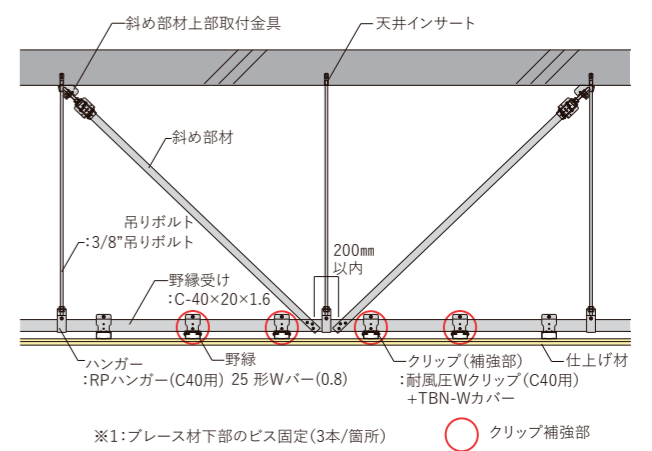 斜め部材上部取付金具
天井インサート
斜め部材
吊りボルト
:3/8”吊りボルト
200㎜
以内
野縁受け
:C-40×20×1.6
ハンガー
:RPハンガー(C40用)
野縁
25 形Wバー(0.8)
クリップ(補強部)
:耐風圧Wクリップ(C40用)
+TBN-Wカバー
仕上げ材
※1:ブレース材下部のビス固定(3本/箇所)
クリップ補強部